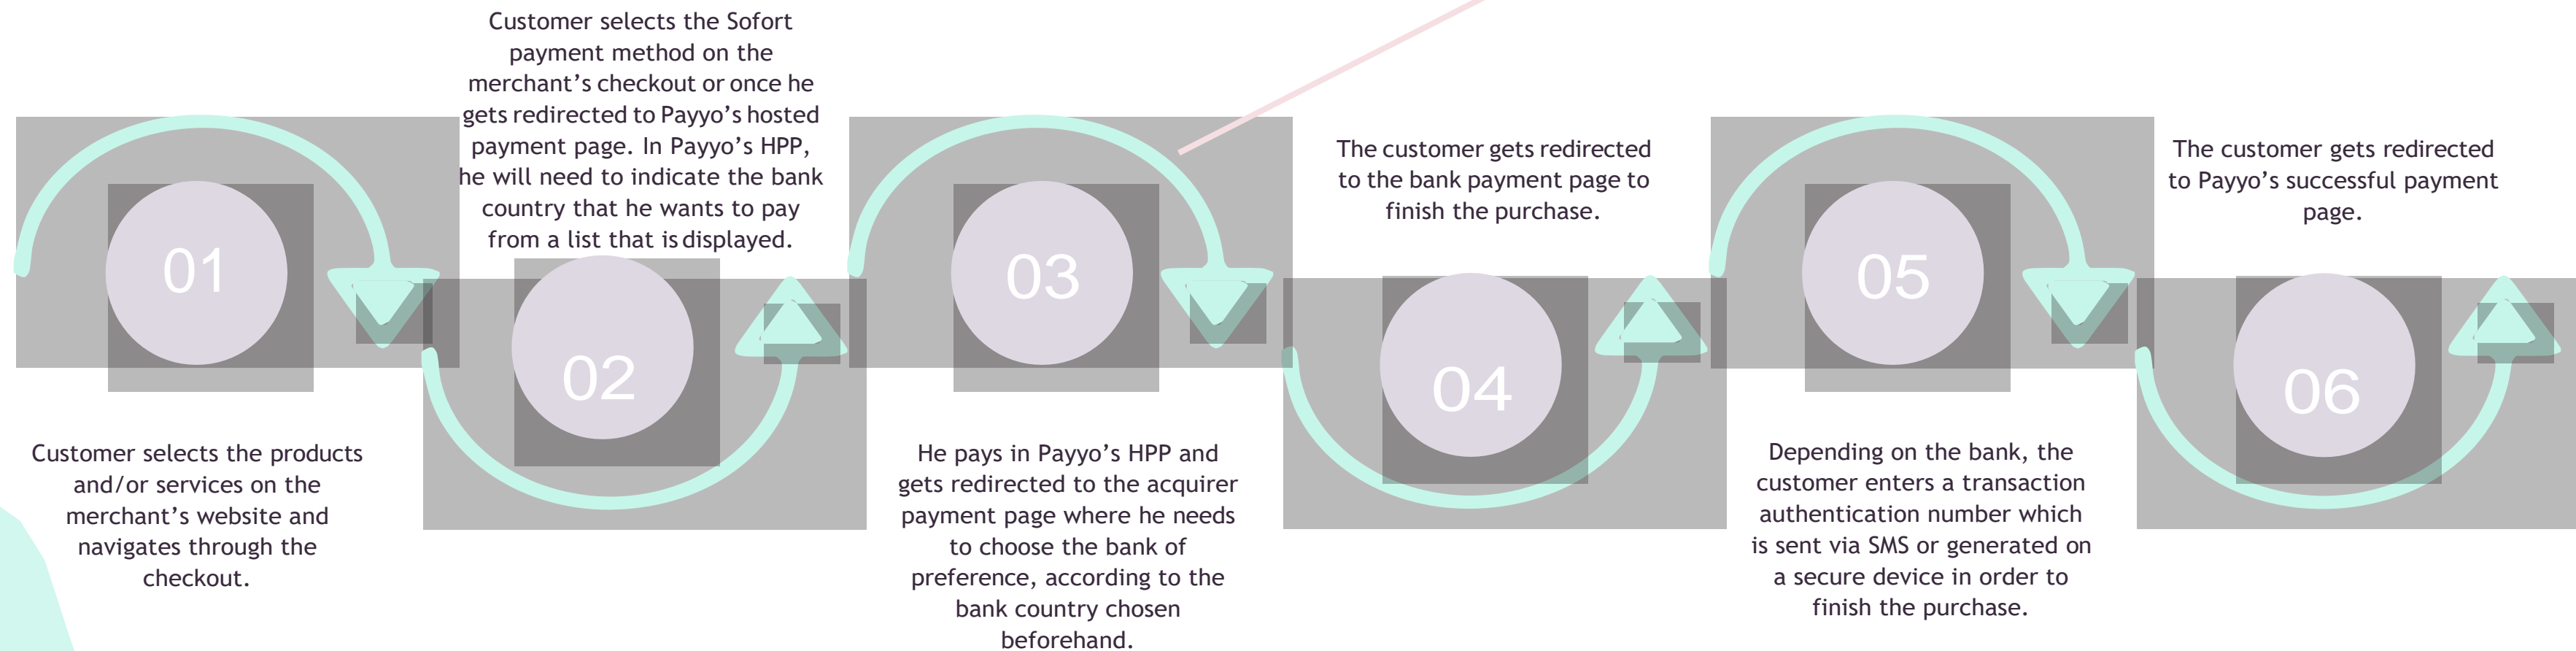 01
Customer selects the products
and/or services on the
merchant’s website and
navigates through the
checkout.
Customer selects the Sofort
payment method on the
merchant’s checkout or once he
gets redirected to Payyo’s hosted
payment page. In Payyo’s HPP,
he will need to indicate the bank
country that he wants to pay
from a list that is displayed.
02
03
He pays in Payyo’s HPP and
gets redirected to the acquirer
payment page where he needs
to choose the bank of
preference, according to the
bank country chosen
beforehand.
The customer gets redirected
to the bank payment page to
finish the purchase.
04
05
Depending on the bank, the
customer enters a transaction
authentication number which
is sent via SMS or generated on
a secure device in order to
finish the purchase.
The customer gets redirected
to Payyo’s successful payment
page.
06